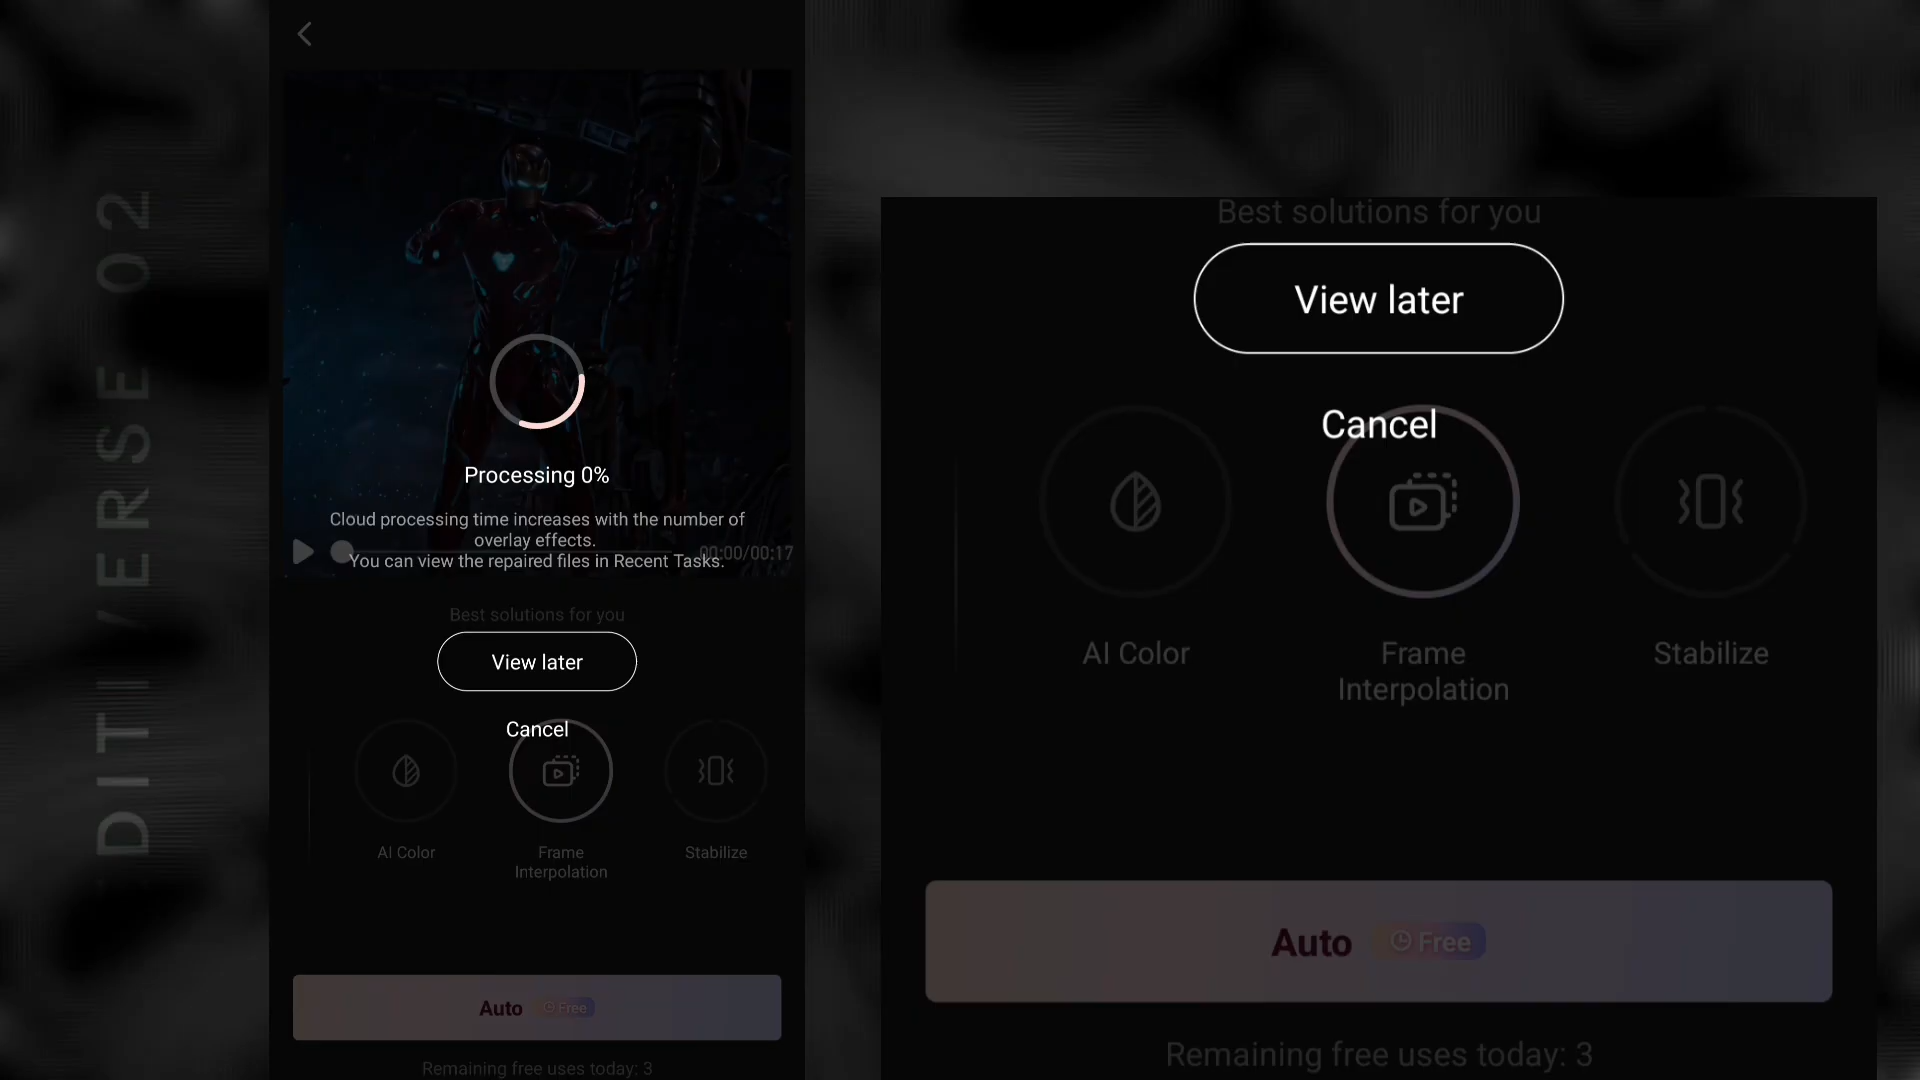 DITIVERSE 02
Processing 0%
Cloud processing time increases with the number of
overlay effects.
00:00/00:17
You can view the repaired files in Recent Tasks.
Best solutions for you
View later
Cancel
AI Color
Frame
Interpolation
Stabilize
Auto
Free
Remaining free uses today: 3
Best solutions for you
View later
Cancel
AI Color
Frame
Interpolation
Stabilize
Auto
Free
Remaining free uses today: 3